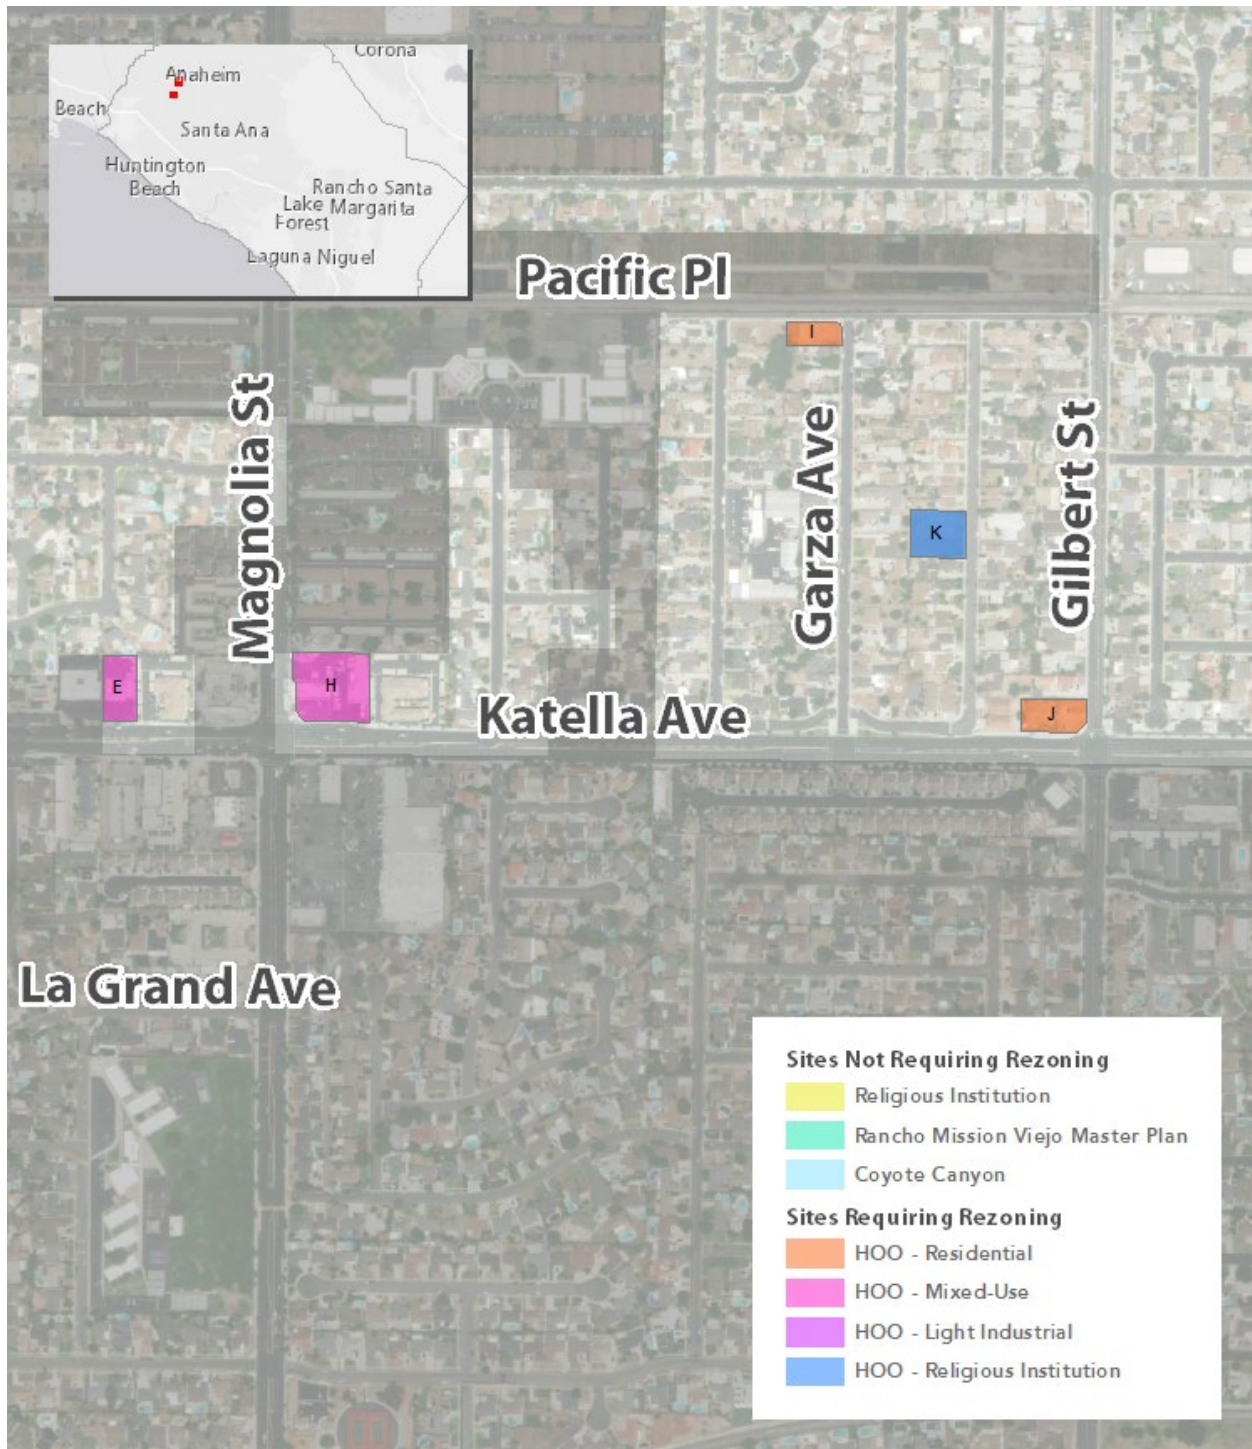 Corona
Anaheim
Beach
Santa Ana
Huntington
Beach
Rancho Santa
Lake Margarita
Forest
Laguna Niguel
Pacific Pl
I
Magnolia St
Garza Ave
Gilbert St
K
E
H
Katella Ave
J
La Grand Ave
Sites Not Requiring Rezoning
Religious Institution
Rancho Mission Viejo Master Plan
Coyote Canyon
Sites Requiring Rezoning
HOO - Residential
HOO - Mixed-Use
HOO - Light Industrial
HOO - Religious Institution